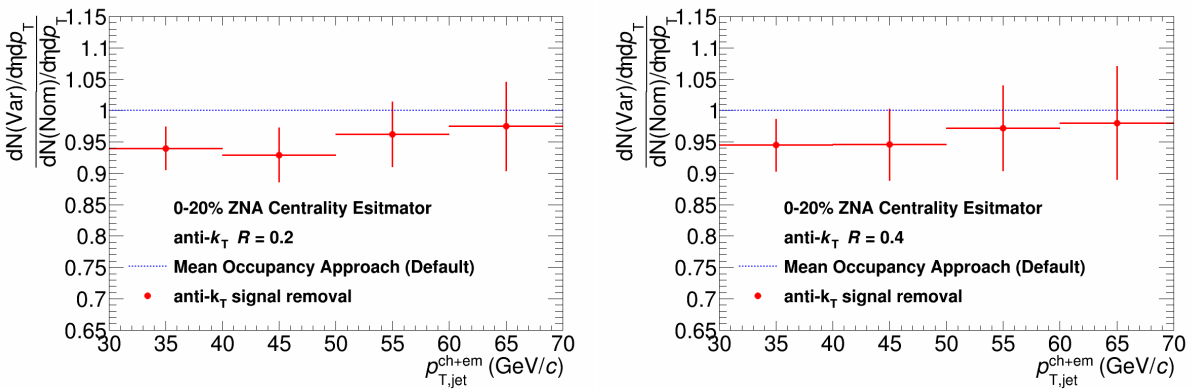 dN(Var)/dηdp_T
dN(Nom)/dηdp_T
1.15
1.1
1.05
1
0.95
0.9
0.85
0.8
0.75
0.7
0.65
0-20% ZNA Centrality Esitmator
anti-k_T R = 0.2
Mean Occupancy Approach (Default)
anti-k_T signal removal
30 35 40 45 50 55 60 65 70
p_T,jet^ch+em (GeV/c)
dN(Var)/dηdp_T
dN(Nom)/dηdp_T
1.15
1.1
1.05
1
0.95
0.9
0.85
0.8
0.75
0.7
0.65
0-20% ZNA Centrality Esitmator
anti-k_T R = 0.4
Mean Occupancy Approach (Default)
anti-k_T signal removal
30 35 40 45 50 55 60 65 70
p_T,jet^ch+em (GeV/c)